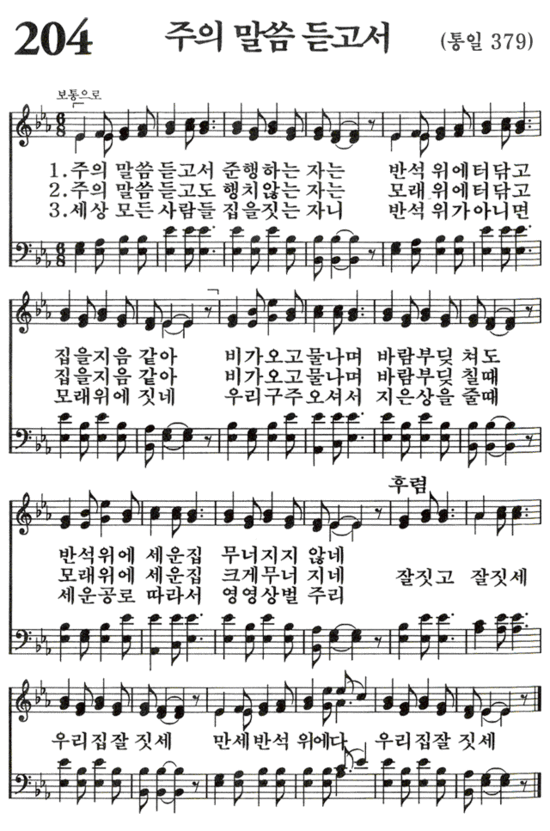 204 주의 말씀 듣고서 (통일 379)
보통으로
1.주의 말씀 듣고서 준행하는 자는 반석 위에터닦고
2.주의 말씀 듣고도 행치않는 자는 모래 위에터닦고
3.세상 모든 사람들 집을짓는 자니 반석 위가아니면
집을지음 같아 비가오고물나며 바람부딪 쳐도
집을지음 같아 비가오고물나며 바람부딪 칠때
모래위에 짓네 우리구주오셔서 지은상을 줄때
후렴
반석위에 세운집 무너지지 않네
모래위에 세운집 크게무너 지네 잘짓고 잘짓세
세운공로 따라서 영영상벌 주리
우리집잘 짓세 만세반석 위에다 우리집잘 짓세